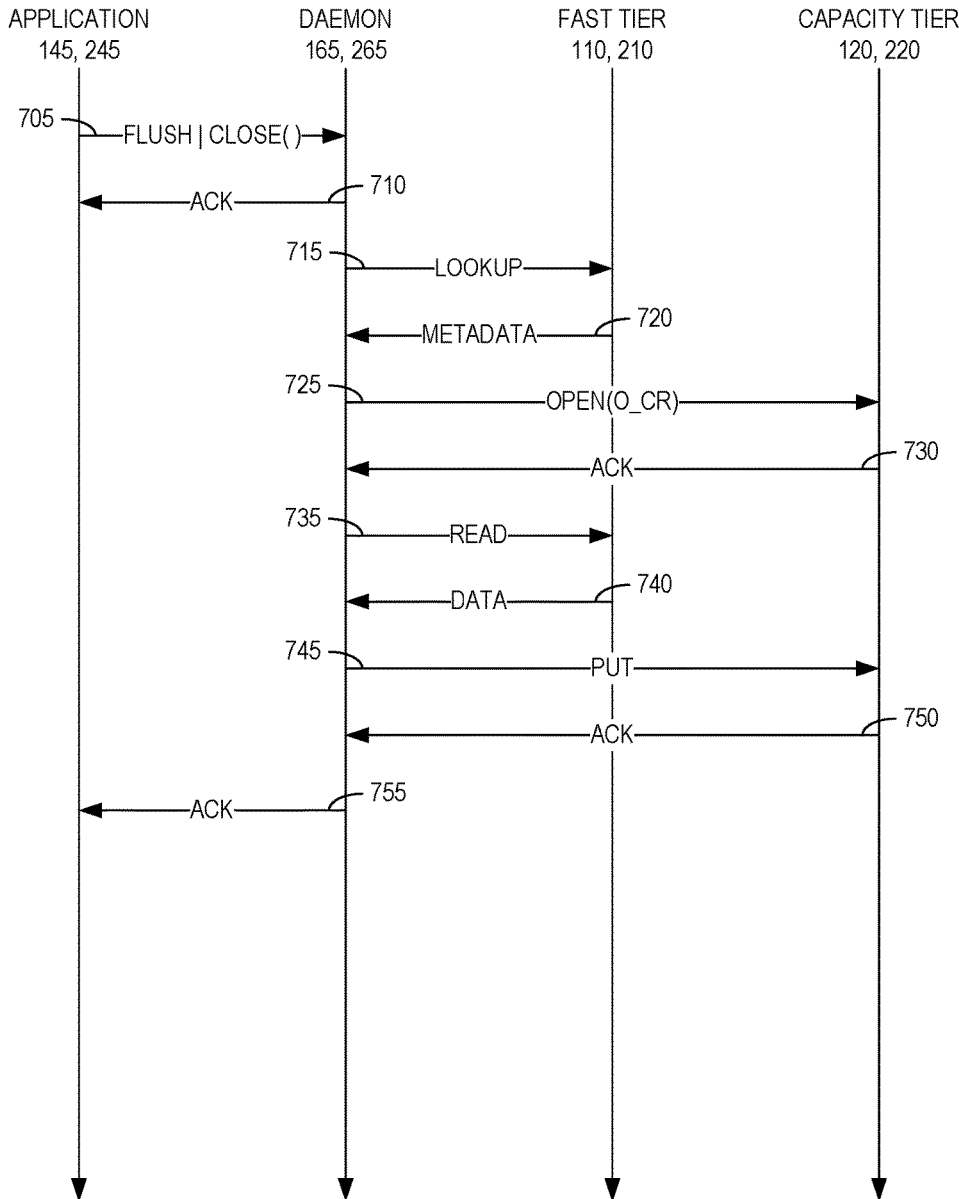 APPLICATION
145, 245
DAEMON
165, 265
FAST TIER
110, 210
CAPACITY TIER
120, 220
705
FLUSH | CLOSE( )
710
ACK
715
LOOKUP
720
METADATA
725
OPEN(O_CR)
730
ACK
735
READ
740
DATA
745
PUT
750
ACK
755
ACK